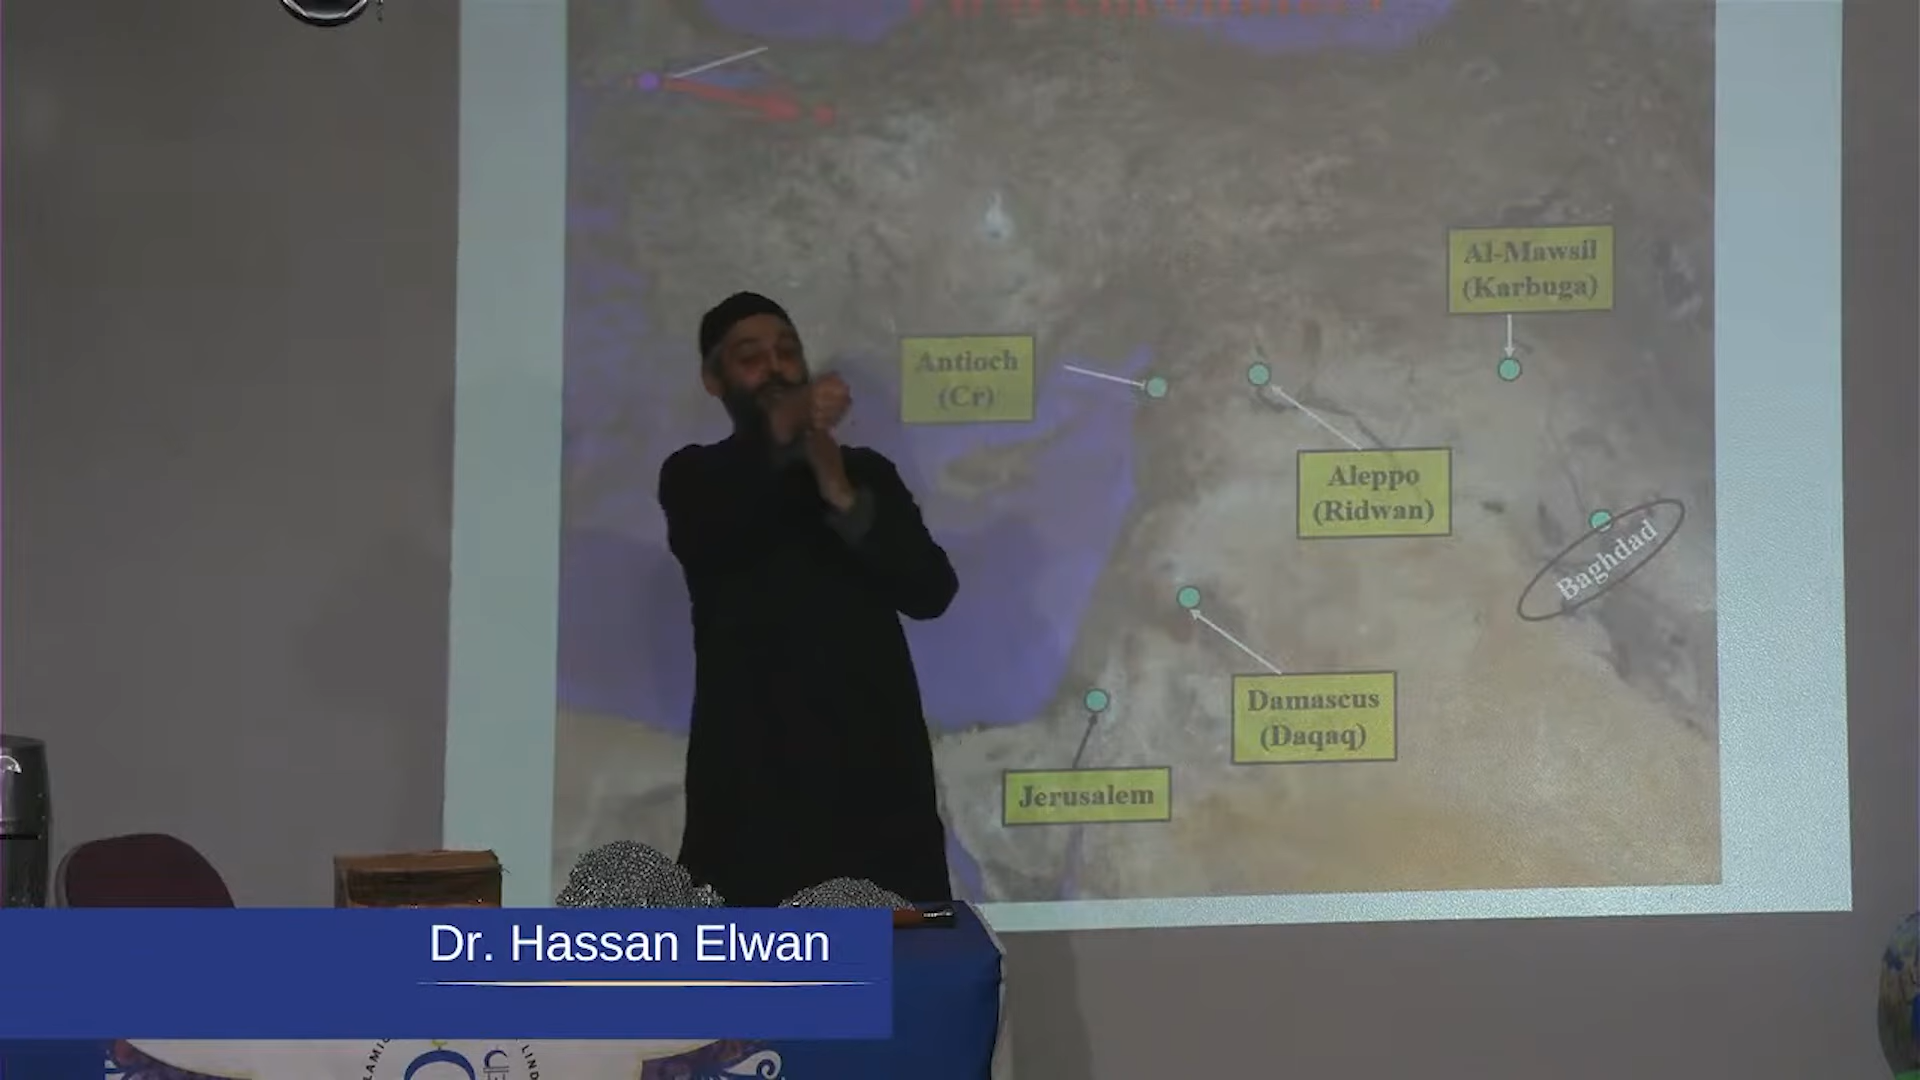 Al-Mawsil
(Karbuga)
Antioch
(Cr)
Aleppo
(Ridwan)
Baghdad
Damascus
(Daqaq)
Jerusalem
Dr. Hassan Elwan